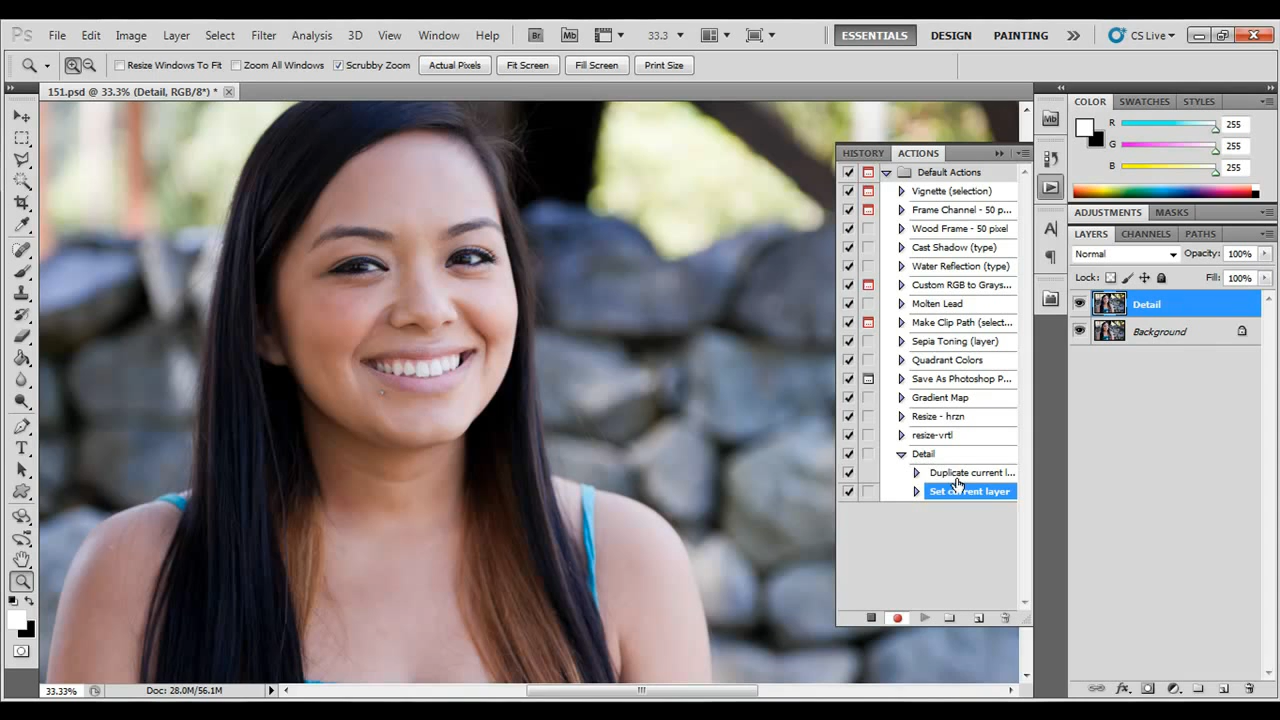 Ps File Edit Image Layer Select Filter Analysis 3D View Window Help Br Mb 33.3 ESSENTIALS DESIGN PAINTING CS Live
Resize Windows To Fit Zoom All Windows Scrubby Zoom Actual Pixels Fit Screen Fill Screen Print Size
151.psd @ 33.3% (Detail, RGB/8*) *
HISTORY ACTIONS
Default Actions
Vignette (selection)
Frame Channel - 50 p...
Wood Frame - 50 pixel
Cast Shadow (type)
Water Reflection (type)
Custom RGB to Grays...
Molten Lead
Make Clip Path (select...
Sepia Toning (layer)
Quadrant Colors
Save As Photoshop P...
Gradient Map
Resize - hrzn
resize-vrtl
Detail
Duplicate current l...
Set current layer
Mb
COLOR SWATCHES STYLES
R 255
G 255
B 255
ADJUSTMENTS MASKS
LAYERS CHANNELS PATHS
Normal Opacity: 100%
Lock: Fill: 100%
Detail
Background
33.33% Doc: 28.0M/56.1M